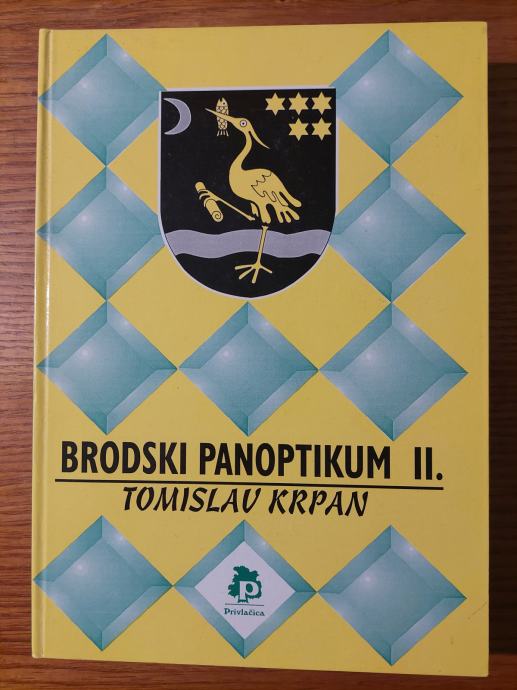 BRODSKI PANOPTIKUM II.
TOMISLAV KRPAN
P
Privlačica